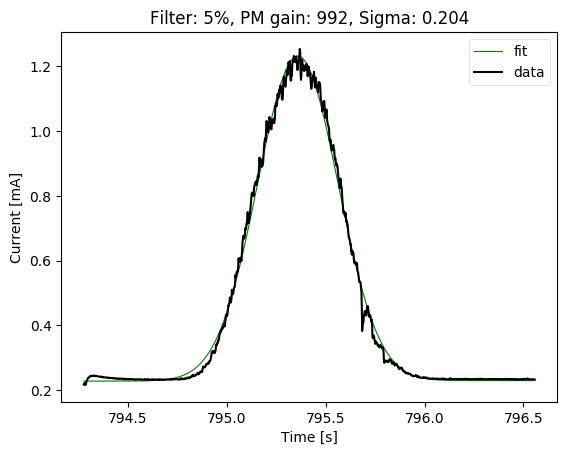 Filter: 5%, PM gain: 992, Sigma: 0.204
fit
data
1.2
1.0
0.8
0.6
0.4
0.2
Current [mA]
794.5
795.0
795.5
796.0
796.5
Time [s]